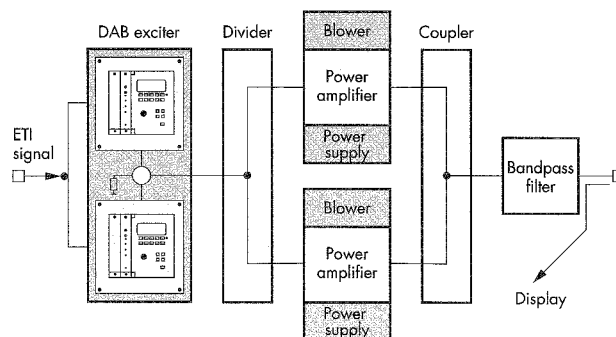 DAB exciter
Divider
Blower
Coupler
Power
amplifier
ETI
signal
Power
supply
Bandpass
filter
Blower
Power
amplifier
Display
Power
supply